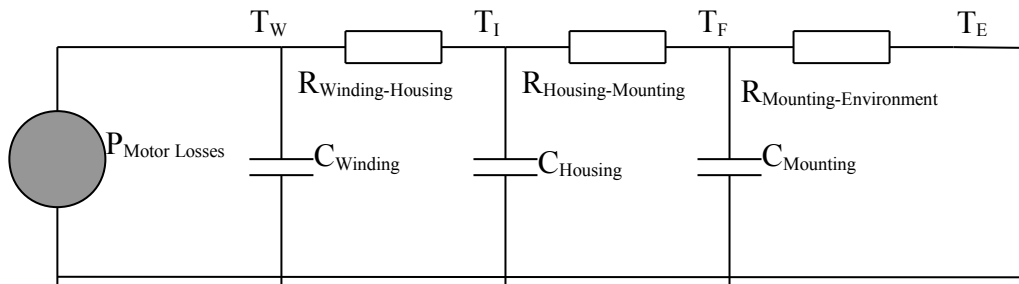 T_W T_I T_F T_E
R_Winding-Housing R_Housing-Mounting R_Mounting-Environment
P_Motor Losses C_Winding C_Housing C_Mounting